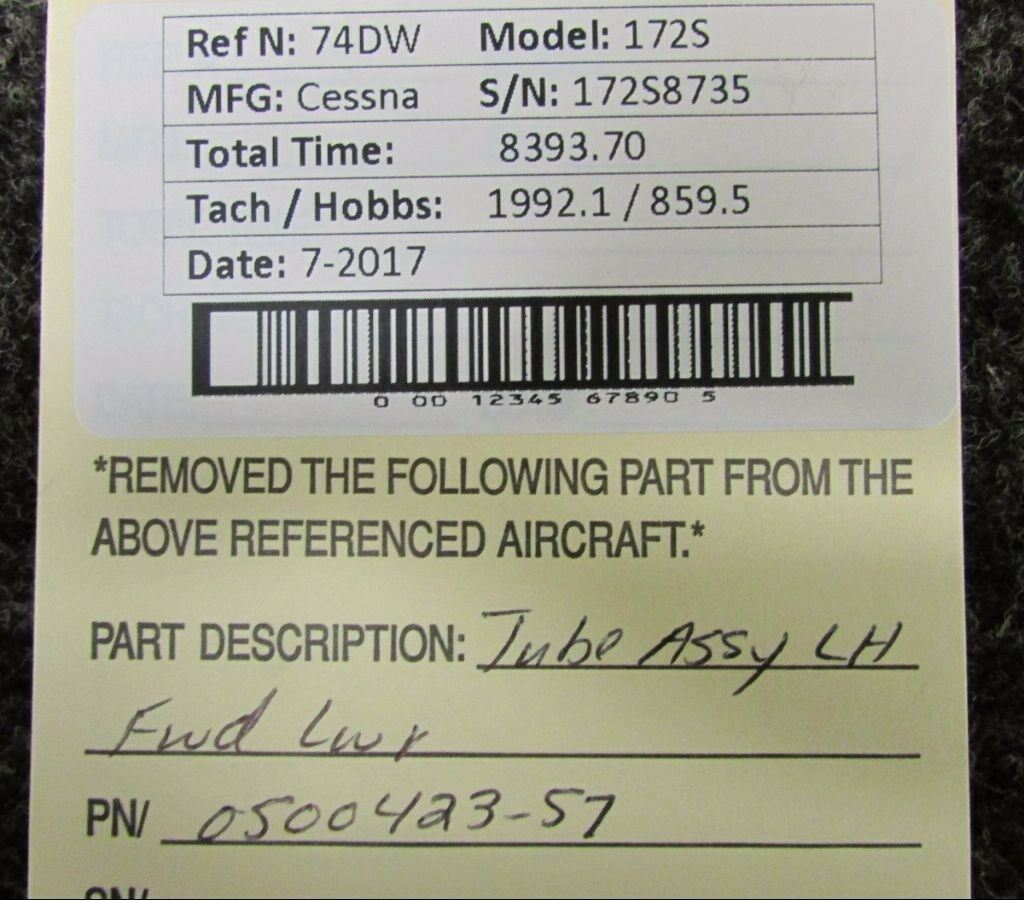 Ref N: 74DW Model: 172S
MFG: Cessna S/N: 172S8735
Total Time: 8393.70
Tach / Hobbs: 1992.1 / 859.5
Date: 7-2017
0 00 12345 67890 5
*REMOVED THE FOLLOWING PART FROM THE
ABOVE REFERENCED AIRCRAFT.*
PART DESCRIPTION: Tube Assy LH
Fwd Lwr
PN/ 0500423-57
SN/